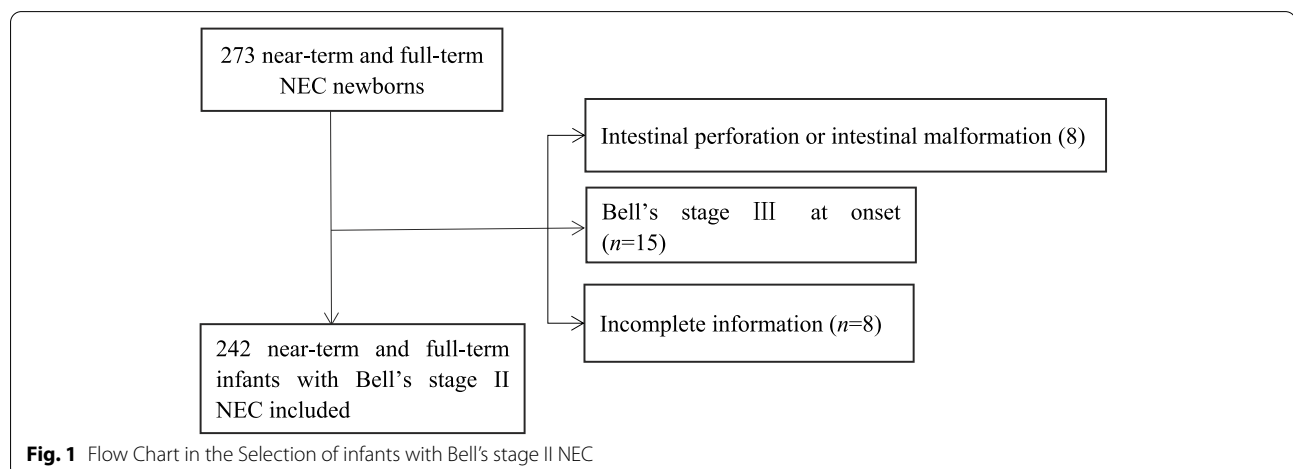 273 near-term and full-term
NEC newborns
Intestinal perforation or intestinal malformation (8)
Bell's stage Ⅲ at onset
(n=15)
Incomplete information (n=8)
242 near-term and full-term
infants with Bell's stage II
NEC included
Fig. 1 Flow Chart in the Selection of infants with Bell's stage II NEC